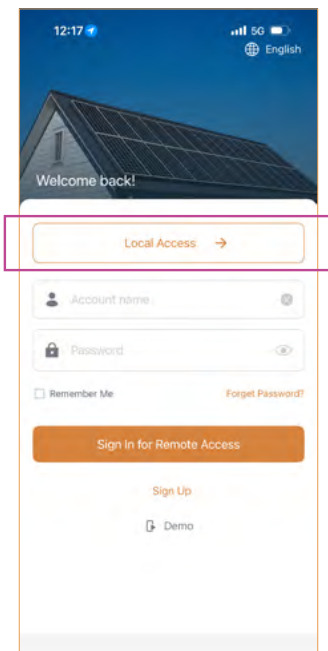 12:17
5G
English
Welcome back!
Local Access
Account name
Password
Remember Me
Forget Password?
Sign In for Remote Access
Sign Up
Demo